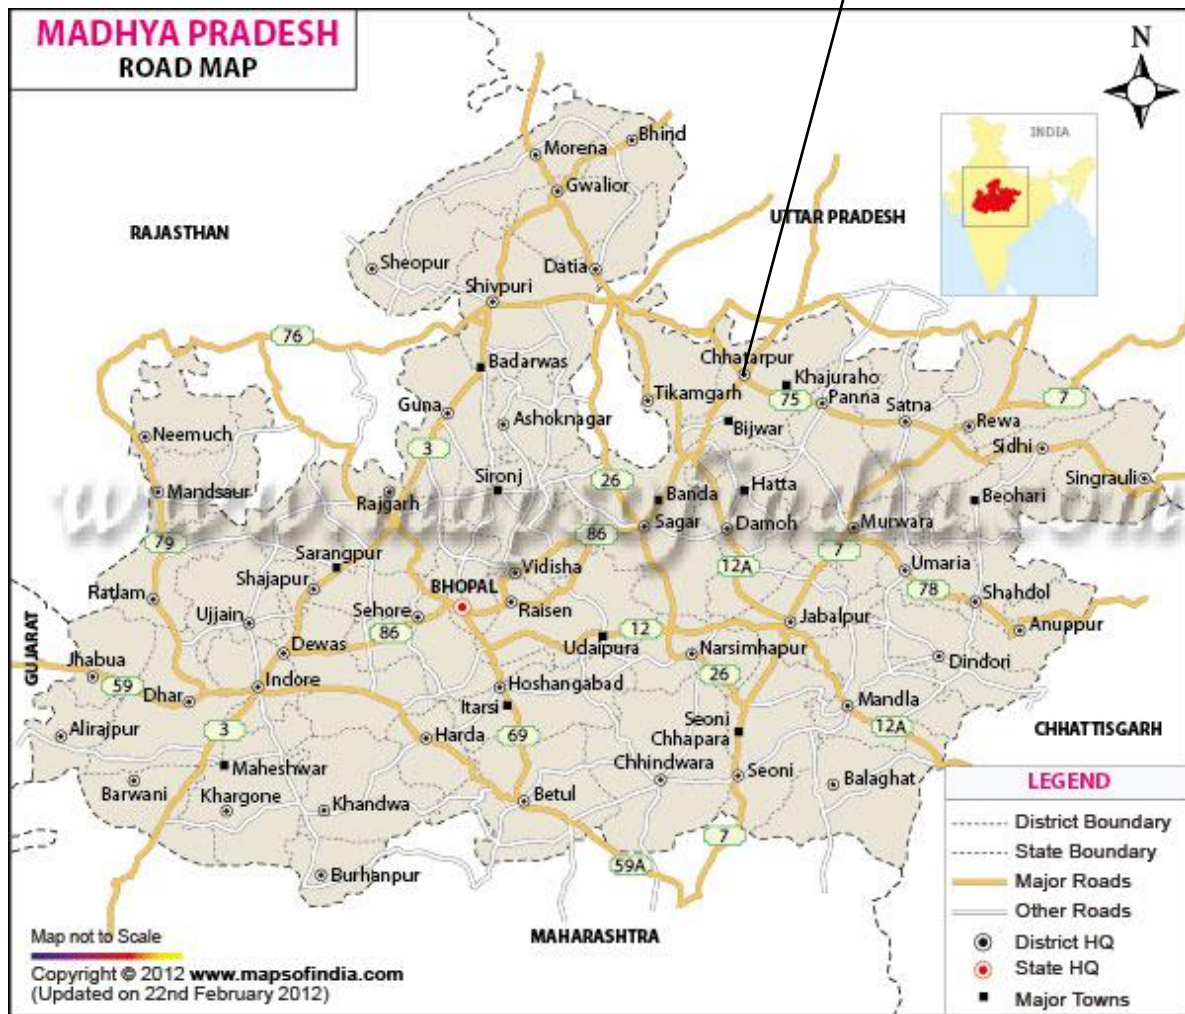 MADHYA PRADESH
ROAD MAP
N
INDIA
RAJASTHAN
UTTAR PRADESH
Bhind
Morena
Gwalior
Sheopur
Datia
Shivpuri
76
Badarwas
Chhatarpur
Khajuraho
Tikamgarh
75
Panna
7
Guna
Ashoknagar
Bijwar
Satna
Rewa
Neemuch
3
Sidhi
Sironj
26
Singrauli
Mandsaur
Rajgarh
Banda
Hatta
Beohari
www.mapsofindia.com
79
86
Sagar
Damoh
Murwara
Sarangpur
7
Vidisha
12A
Umaria
Shajapur
BHOPAL
78
Ratlam
Ujjain
Sehore
Raisen
Shahdol
86
12
Jabalpur
Anuppur
GUJARAT
Dewas
Udaipura
Narsimhapur
Dindori
Jhabua
59
Dhar
Indore
Hoshangabad
26
Itarsi
Mandla
Alirajpur
3
Harda
69
Seoni
Chhapara
12A
CHHATTISGARH
Maheshwar
Chhindwara
Seoni
Balaghat
Barwani
Khargone
Khandwa
Betul
7
59A
Burhanpur
MAHARASHTRA
LEGEND
District Boundary
State Boundary
Major Roads
Other Roads
District HQ
State HQ
Major Towns
Map not to Scale
Copyright © 2012 www.mapsofindia.com
(Updated on 22nd February 2012)